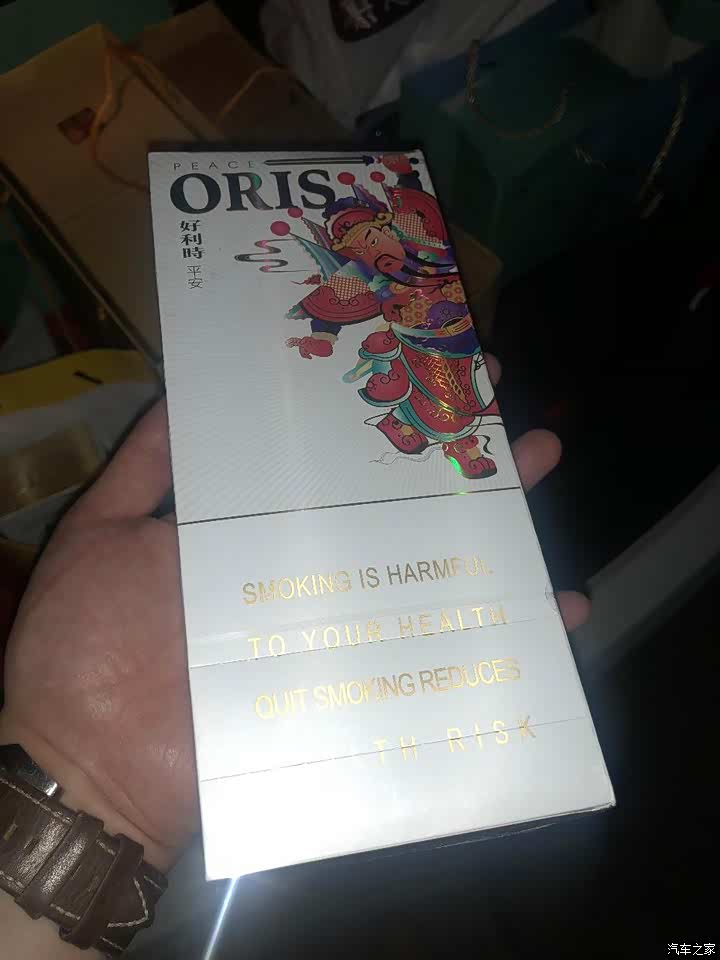 PEACE
ORIS
好利時
平安
SMOKING IS HARMFUL
TO YOUR HEALTH
QUIT SMOKING REDUCES
TH RISK
汽车之家